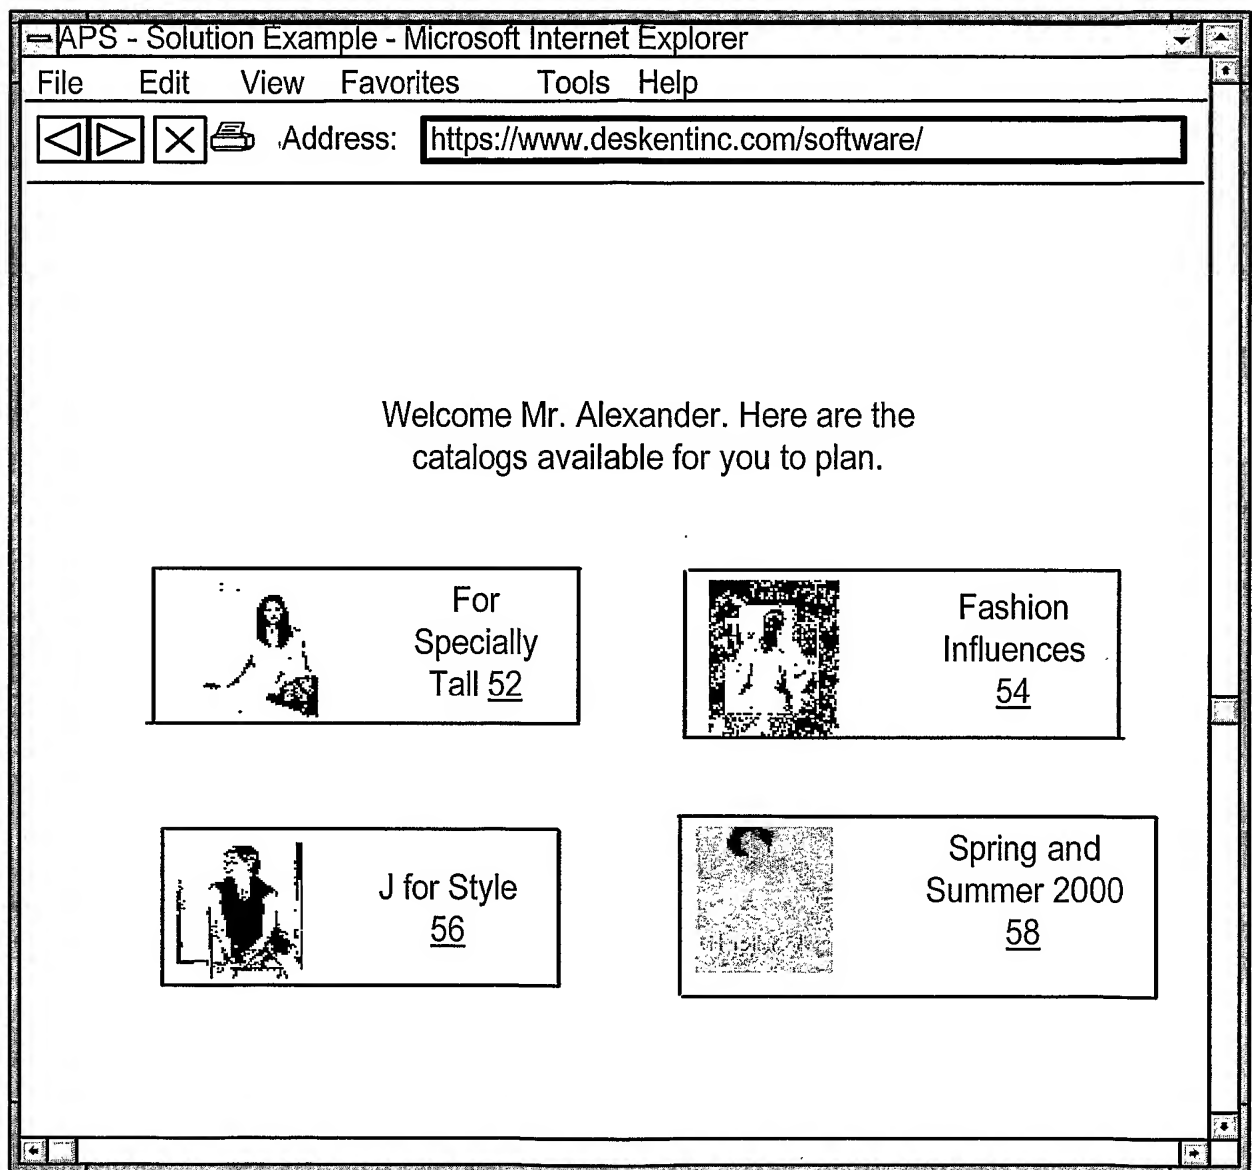 APS - Solution Example - Microsoft Internet Explorer
File Edit View Favorites Tools Help
Address: https://www.deskentinc.com/software/
Welcome Mr. Alexander. Here are the
catalogs available for you to plan.
For
Specially
Tall 52
Fashion
Influences
54
J for Style
56
Spring and
Summer 2000
58